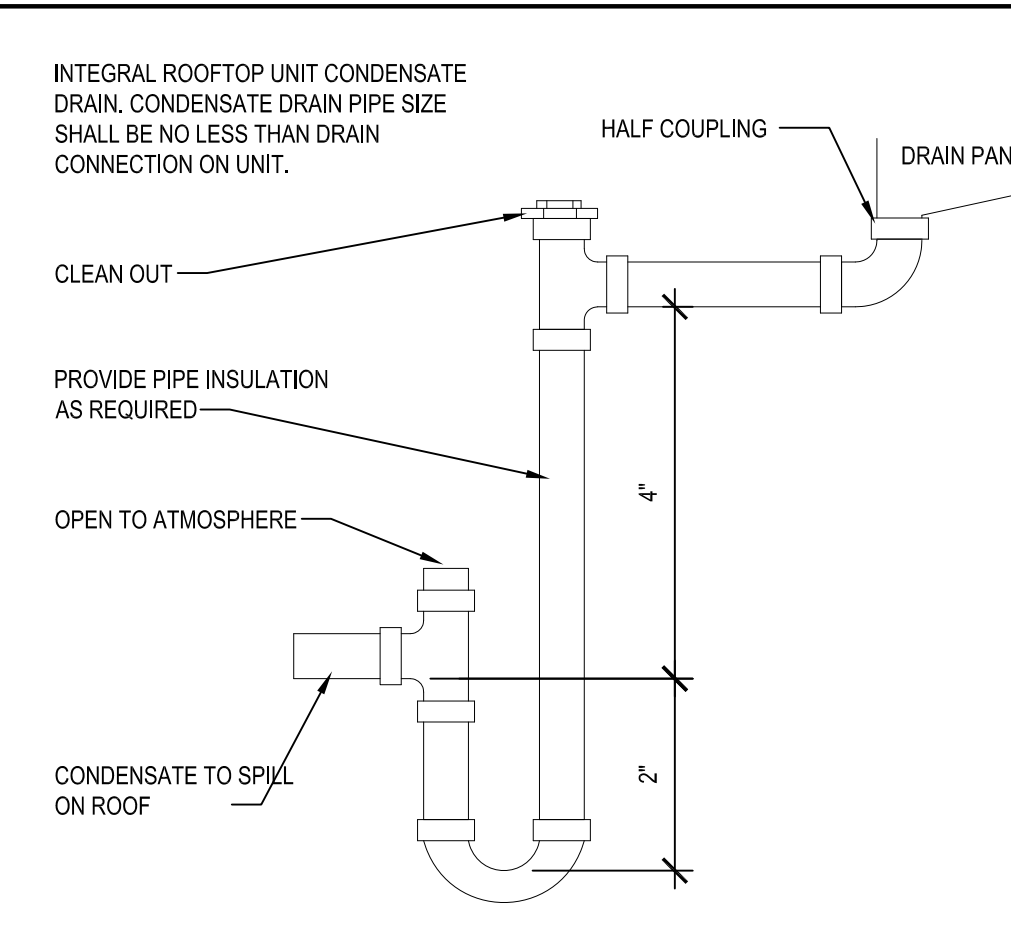 INTEGRAL ROOFTOP UNIT CONDENSATE
DRAIN. CONDENSATE DRAIN PIPE SIZE
SHALL BE NO LESS THAN DRAIN
CONNECTION ON UNIT.
HALF COUPLING
DRAIN PAN
CLEAN OUT
PROVIDE PIPE INSULATION
AS REQUIRED
4"
OPEN TO ATMOSPHERE
CONDENSATE TO SPILL
ON ROOF
2"